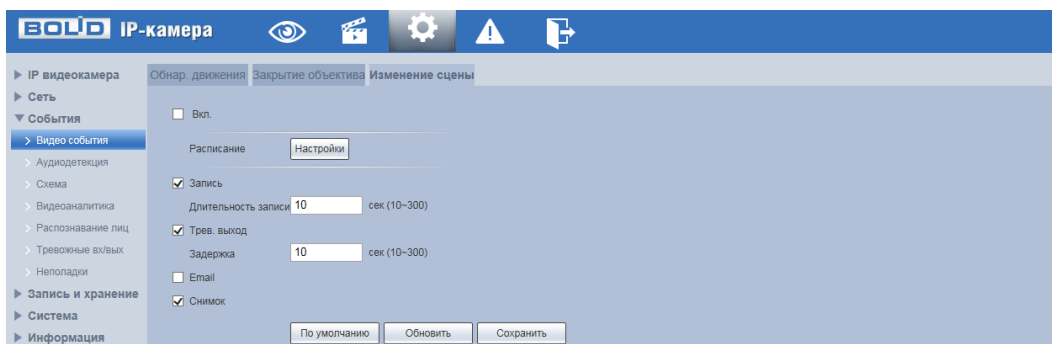 BOLID IP-камера
IP видеокамера
Сеть
События
Видео события
Аудиодетекция
Схема
Видеоаналитика
Распознавание лиц
Тревожные вх/вых
Неполадки
Запись и хранение
Система
Информация
Обнар. движения Закрытие объектива Изменение сцены
Вкл.
Расписание Настройки
Запись
Длительность записи 10 сек (10~300)
Трев. выход
Задержка 10 сек (10~300)
Email
Снимок
По умолчанию Обновить Сохранить